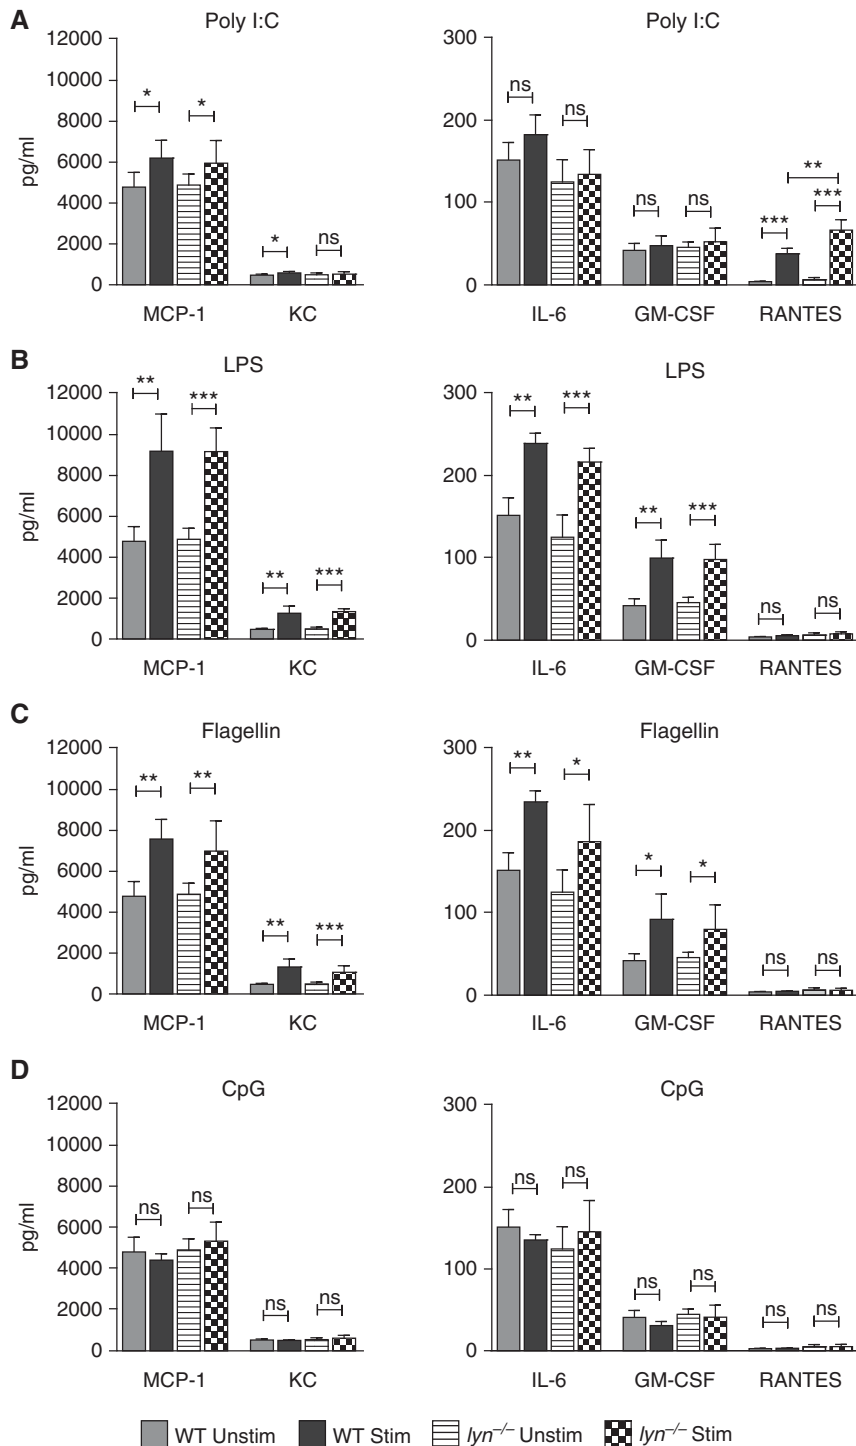 A
Poly I:C
Poly I:C
12000
10000
8000
6000
4000
2000
0
pg/ml
* *
* ns
MCP-1 KC
300
200
100
0
ns ns
ns ns
*** *** **
IL-6 GM-CSF RANTES
B
LPS
LPS
12000
10000
8000
6000
4000
2000
0
pg/ml
** ***
** ***
MCP-1 KC
300
200
100
0
** ***
** ***
ns ns
IL-6 GM-CSF RANTES
C
Flagellin
Flagellin
12000
10000
8000
6000
4000
2000
0
pg/ml
** **
** ***
MCP-1 KC
300
200
100
0
** *
* *
ns ns
IL-6 GM-CSF RANTES
D
CpG
CpG
12000
10000
8000
6000
4000
2000
0
pg/ml
ns ns
ns ns
MCP-1 KC
300
200
100
0
ns ns
ns ns
ns ns
IL-6 GM-CSF RANTES
WT Unstim WT Stim lyn–/– Unstim lyn–/– Stim